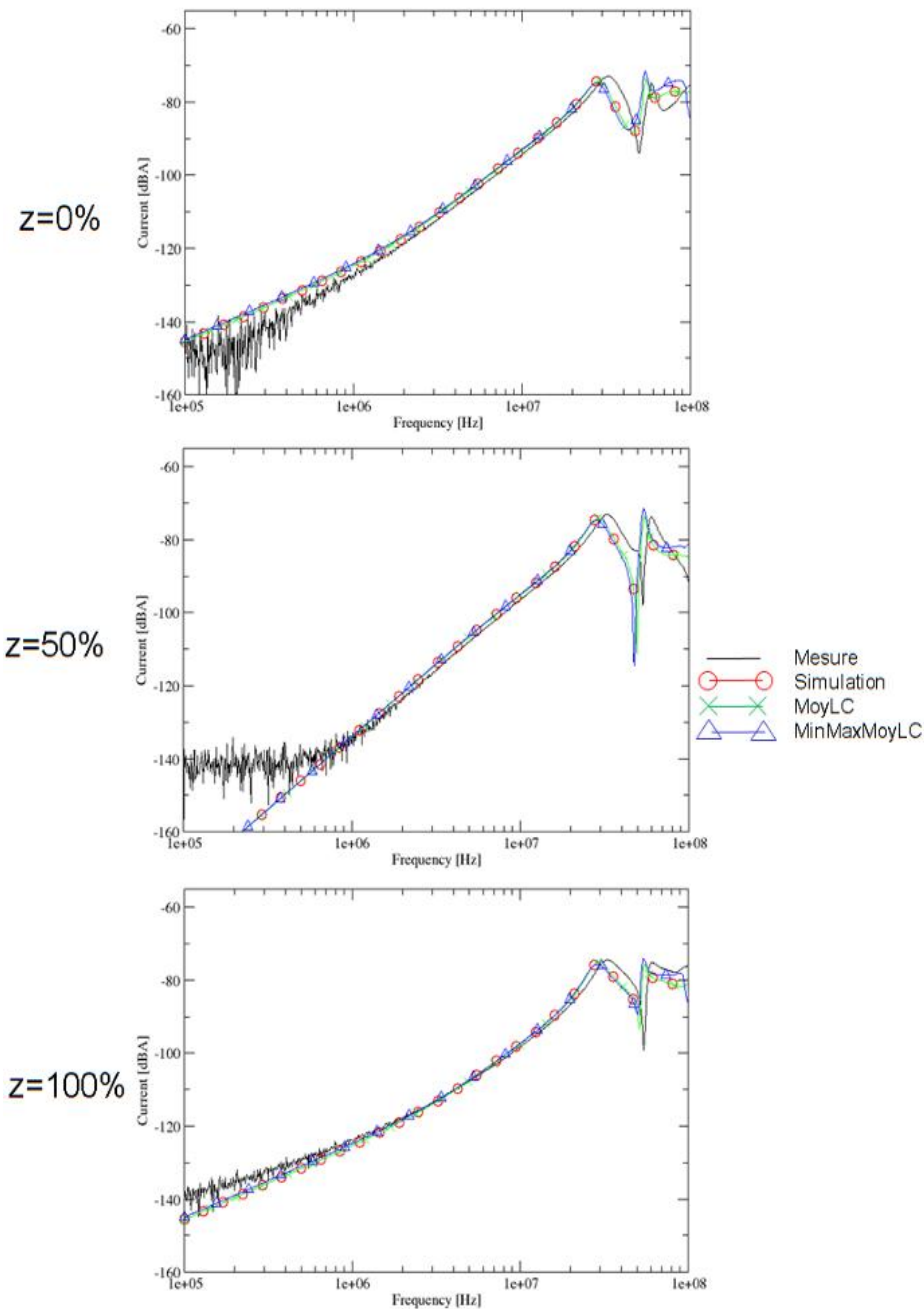 -60
-80
-100
-120
-140
-160
Current [dBA]
z=0%
1e+05
1e+06
1e+07
1e+08
Frequency [Hz]
-60
-80
-100
-120
-140
-160
Current [dBA]
z=50%
1e+05
1e+06
1e+07
1e+08
Frequency [Hz]
Mesure
Simulation
MoyLC
MinMaxMoyLC
-60
-80
-100
-120
-140
-160
Current [dBA]
z=100%
1e+05
1e+06
1e+07
1e+08
Frequency [Hz]